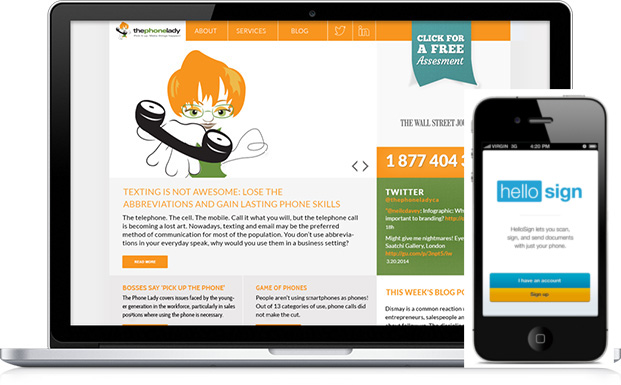 thephonelady
ABOUT
SERVICES
BLOG
CLICK FOR
A FREE
Assesment
THE WALL STREET JO
1 877 404 3
TEXTING IS NOT AWESOME: LOSE THE
ABBREVIATIONS AND GAIN LASTING PHONE SKILLS
The telephone. The cell. The mobile. Call it what you will, but the telephone call
is becoming a lost art. Nowadays, texting and email may be the preferred
method of communication for most of the population. You don't use abbrevia-
tions in your everyday speak, why would you use them in a business setting?
READ MORE
TWITTER
@thephoneladyca
Infographic: Wh
important to branding?
18h
Might give me nightmares! Eye
Saatchi Gallery, London
3.20.2014
BOSSES SAY 'PICK UP THE PHONE'
The Phone Lady covers issues faced by the young-
er generation in the workforce, particularly in sales
positions where using the phone is necessary.
GAME OF PHONES
People aren't using smartphones as phones!
Out of 13 categories of use, phone calls
did not make the cut.
THIS WEEK'S BLOG PO
Dismay is a common reaction
entrepreneurs, salespeople an
VIRGIN 3G
4:20 PM
hello sign
HelloSign lets you scan,
sign, and send documents
with just your phone.
I have an account
Sign up